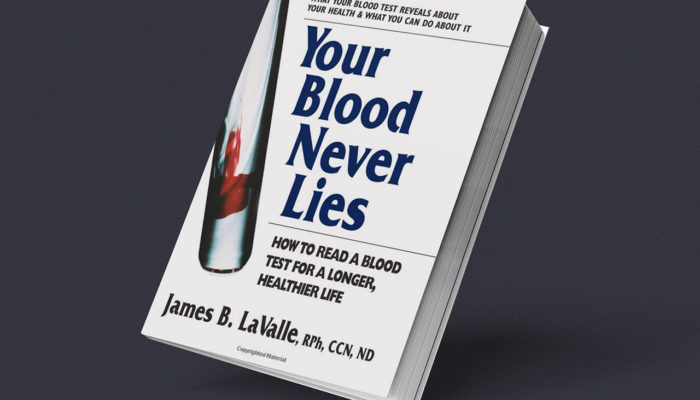 WHAT YOUR BLOOD TEST REVEALS ABOUT
YOUR HEALTH & WHAT YOU CAN DO ABOUT IT
Your
Blood
Never
Lies
HOW TO READ A BLOOD
TEST FOR A LONGER,
HEALTHIER LIFE
James B. LaValle, RPh, CCN, ND
Copyrighted Material